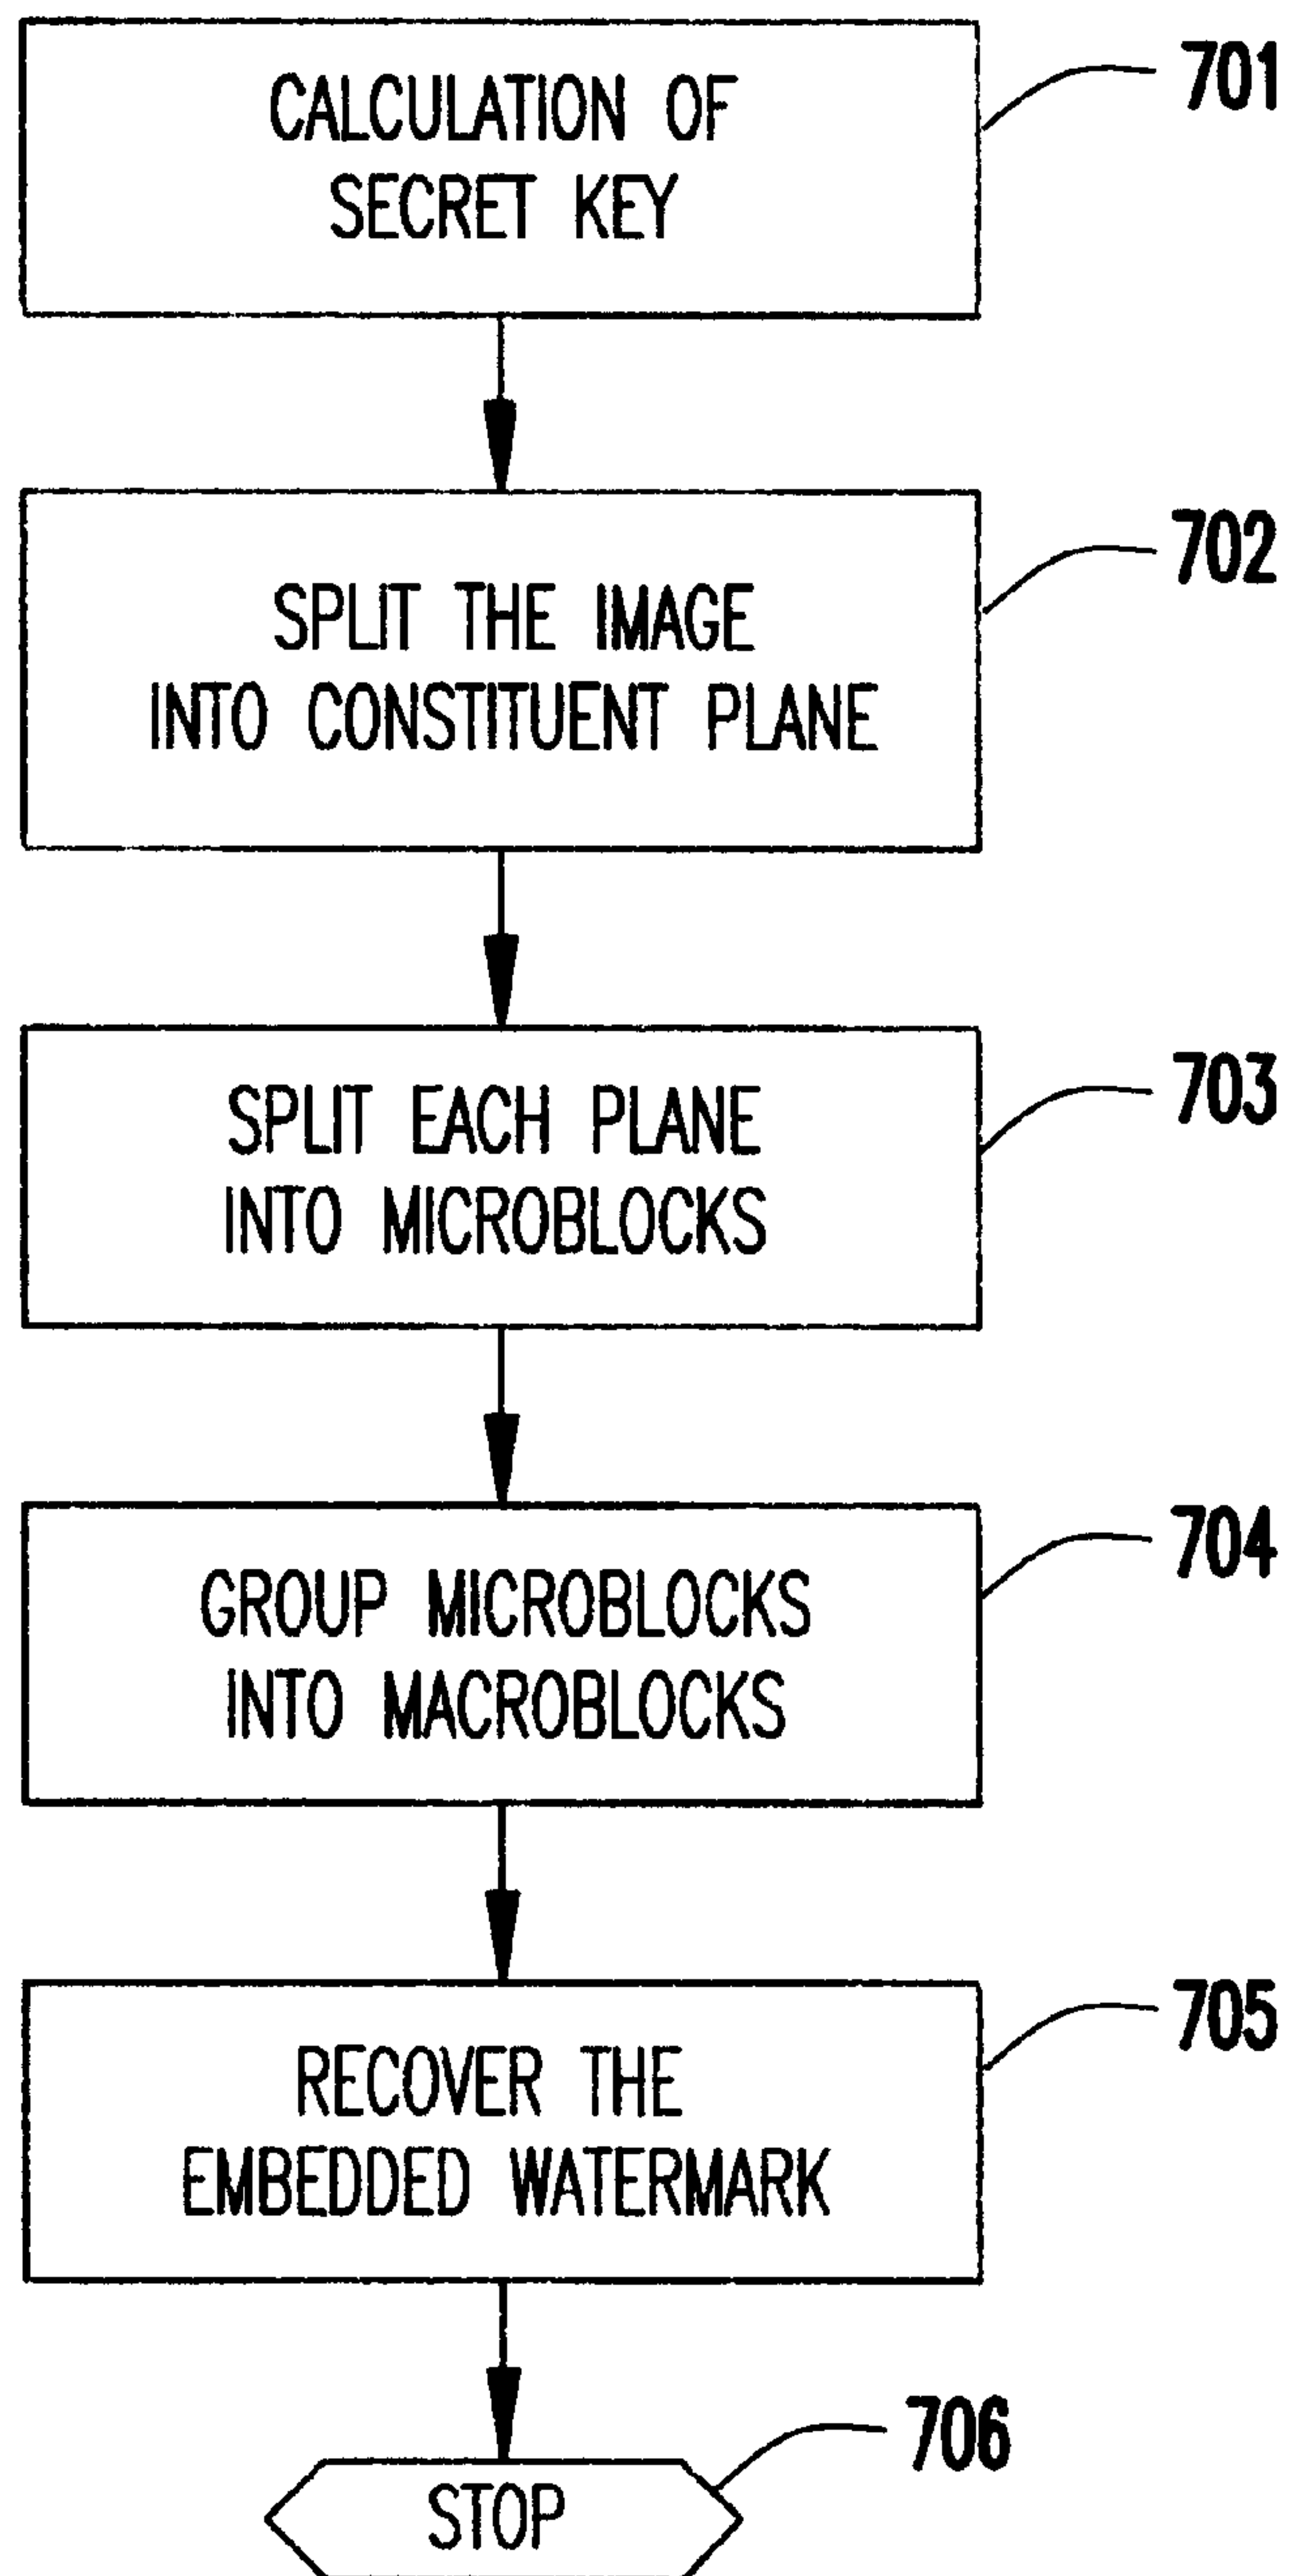 CALCULATION OF
SECRET KEY
701
SPLIT THE IMAGE
INTO CONSTITUENT PLANE
702
SPLIT EACH PLANE
INTO MICROBLOCKS
703
GROUP MICROBLOCKS
INTO MACROBLOCKS
704
RECOVER THE
EMBEDDED WATERMARK
705
STOP
706